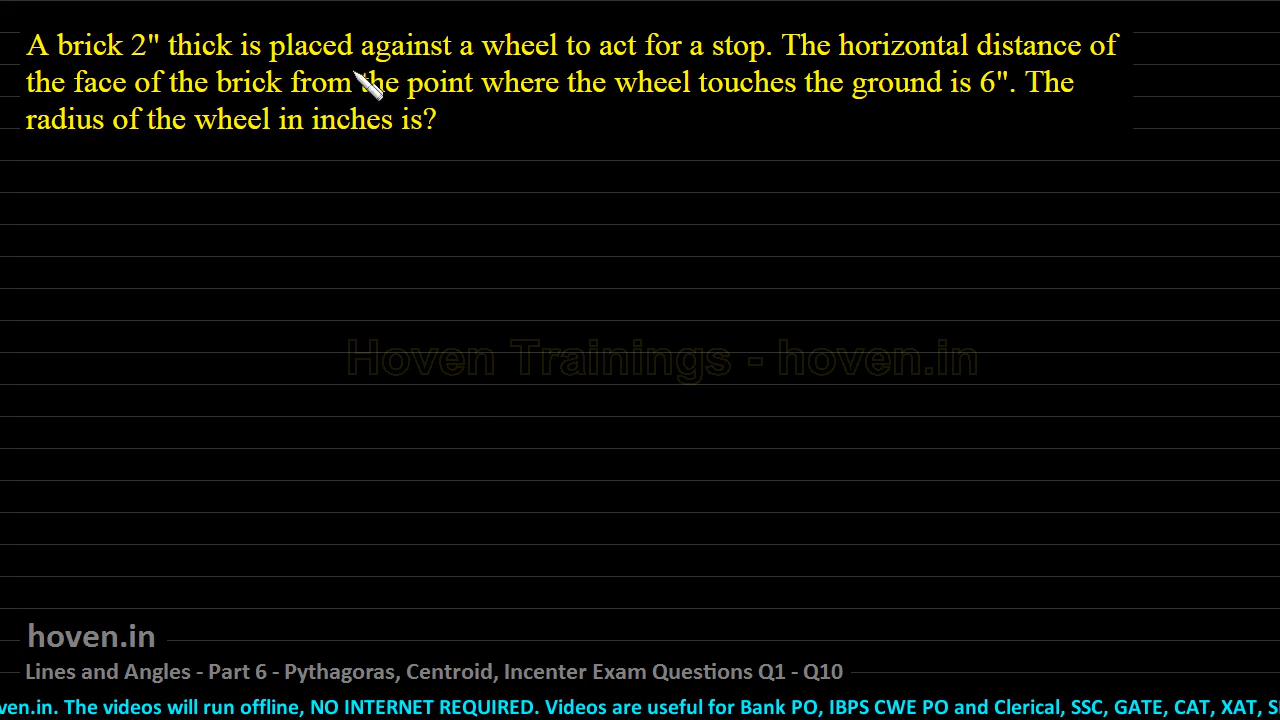 A brick 2" thick is placed against a wheel to act for a stop. The horizontal distance of
the face of the brick from the point where the wheel touches the ground is 6". The
radius of the wheel in inches is?
Hoven Trainings - hoven.in
hoven.in
Lines and Angles - Part 6 - Pythagoras, Centroid, Incenter Exam Questions Q1 - Q10
ven.in. The videos will run offline, NO INTERNET REQUIRED. Videos are useful for Bank PO, IBPS CWE PO and Clerical, SSC, GATE, CAT, XAT, S